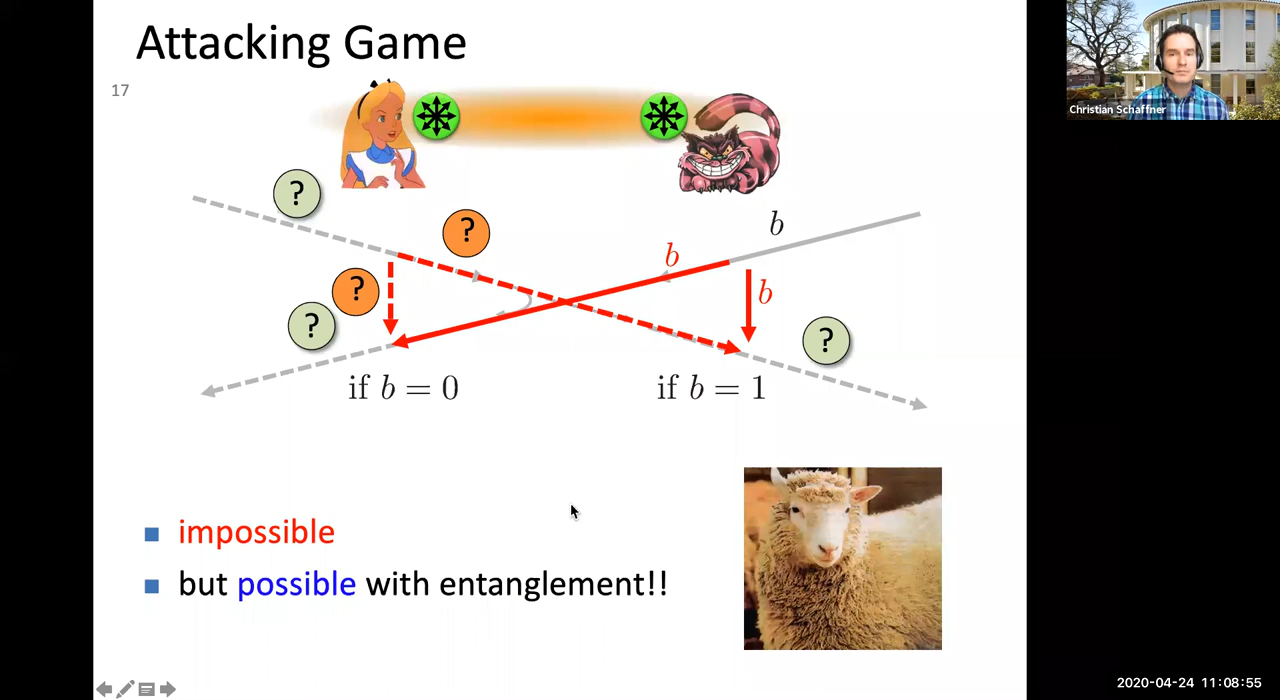 Attacking Game
17
Christian Schaffner
?
?
b
b
?
b
?
?
if b = 0
if b = 1
impossible
but possible with entanglement!!
2020-04-24 11:08:55